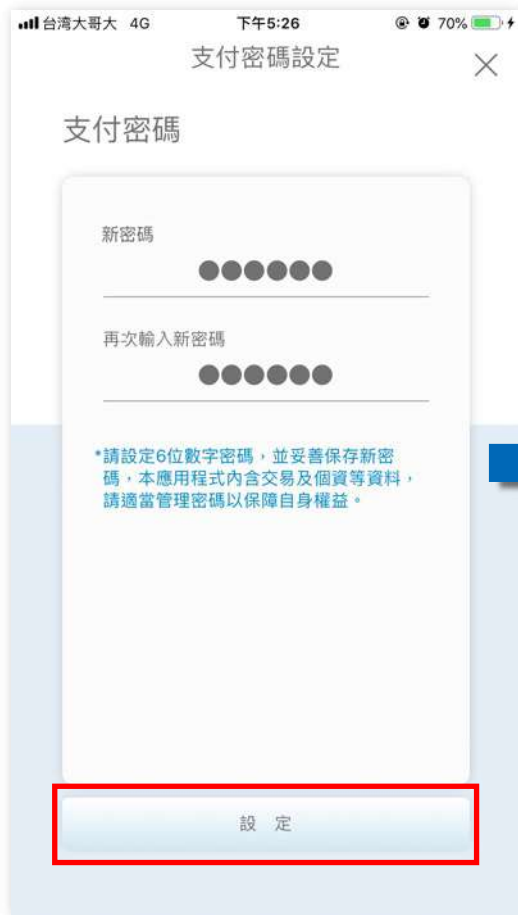 台湾大哥大 4G 下午5:26 70%
支付密碼設定
支付密碼
新密碼
●●●●●●
再次輸入新密碼
●●●●●●
*請設定6位數字密碼，並妥善保存新密
碼，本應用程式內含交易及個資等資料，
請適當管理密碼以保障自身權益。
設 定